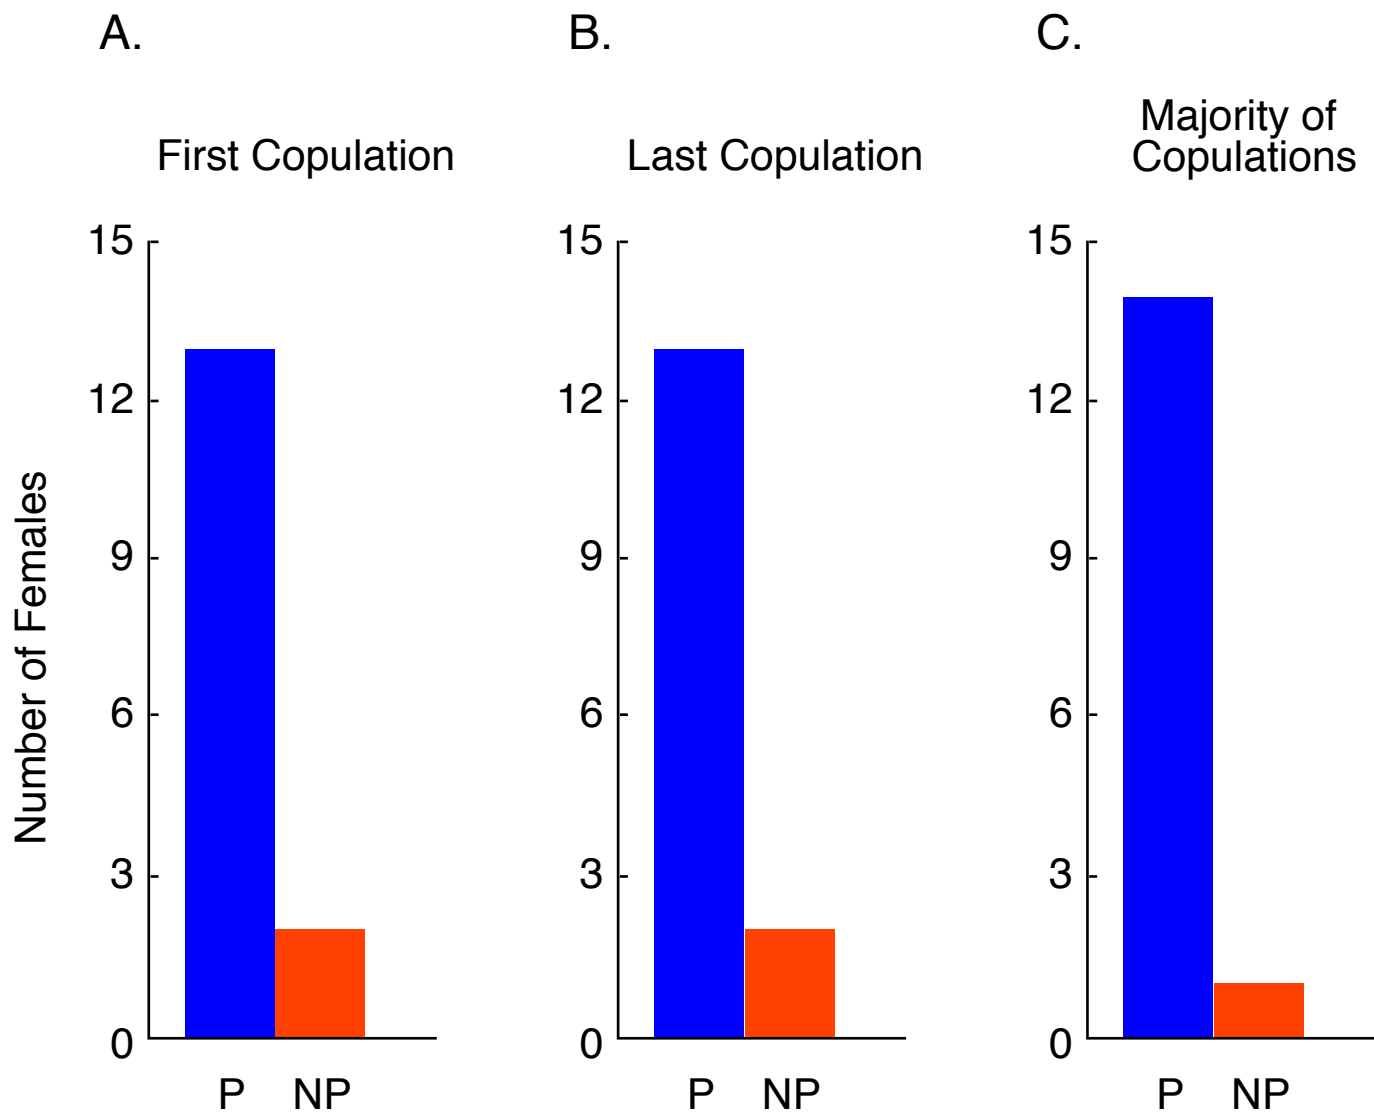 A.
B.
C.
First Copulation
Last Copulation
Majority of
Copulations
Number of Females
15
12
9
6
3
0
P NP
15
12
9
6
3
0
P NP
15
12
9
6
3
0
P NP